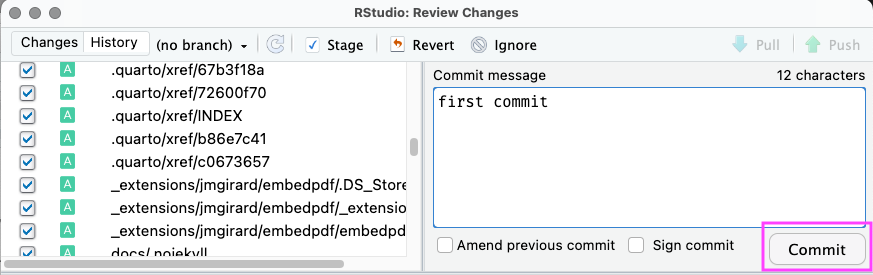 RStudio: Review Changes
Changes History (no branch) Stage Revert Ignore Pull Push
.quarto/xref/67b3f18a
A .quarto/xref/72600f70
A .quarto/xref/INDEX
A .quarto/xref/b86e7c41
A .quarto/xref/c0673657
A _extensions/jmgirard/embedpdf/.DS_Store
A _extensions/jmgirard/embedpdf/_extensio
A _extensions/jmgirard/embedpdf/embedpd
docs/.nojekyll
Commit message 12 characters
first commit
Amend previous commit Sign commit Commit